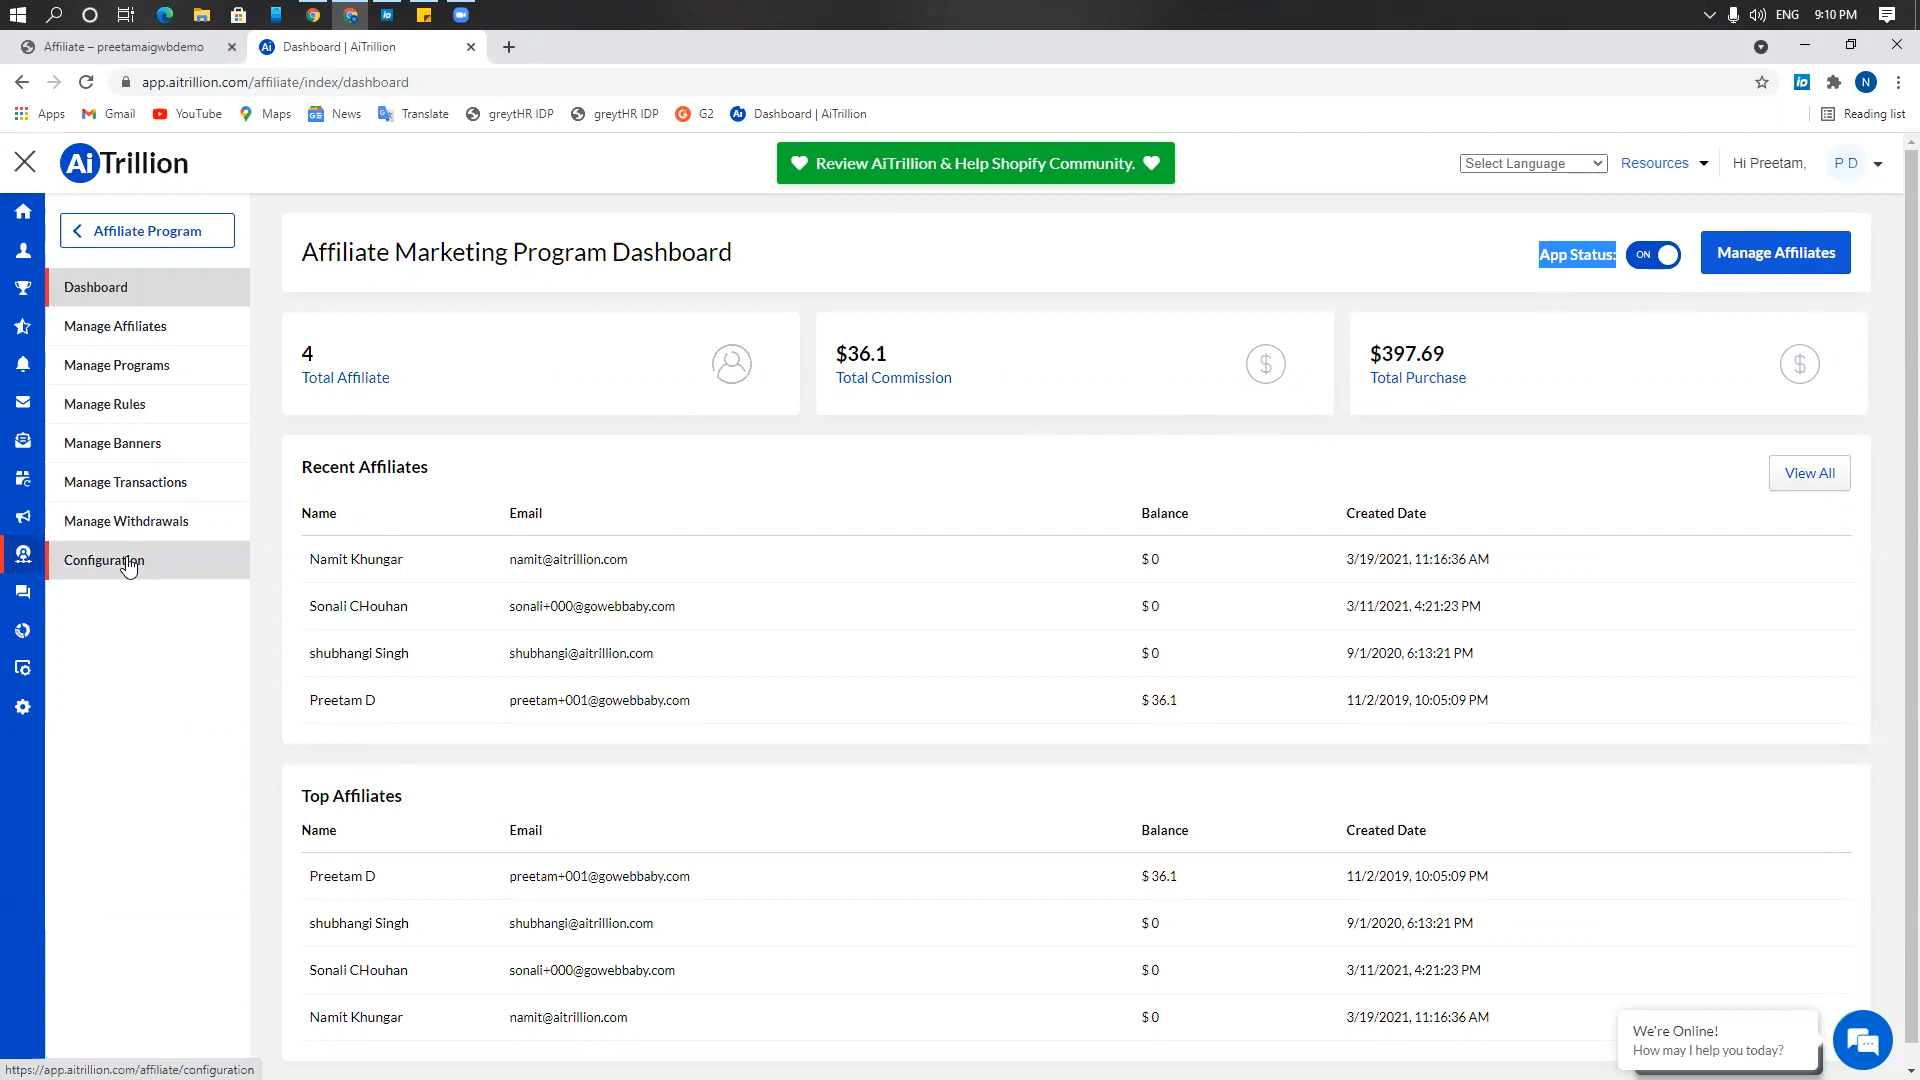 ENG
9:10 PM
Affiliate – preetamaigwbdemo
Ai Dashboard | AiTrillion
app.aitrillion.com/affiliate/index/dashboard
N
Apps
Gmail
YouTube
Maps
News
Translate
greytHR IDP
greytHR IDP
G2
Dashboard | AiTrillion
Reading list
AiTrillion
Review AiTrillion & Help Shopify Community.
Select Language
Resources
Hi Preetam,
P D
Affiliate Program
Dashboard
Manage Affiliates
Manage Programs
Manage Rules
Manage Banners
Manage Transactions
Manage Withdrawals
Configuration
Affiliate Marketing Program Dashboard
App Status:
ON
Manage Affiliates
4
Total Affiliate
$36.1
Total Commission
$397.69
Total Purchase
Recent Affiliates
View All
Name Email Balance Created Date
Namit Khungar namit@aitrillion.com $ 0 3/19/2021, 11:16:36 AM
Sonali CHouhan sonali+000@gowebbaby.com $ 0 3/11/2021, 4:21:23 PM
shubhangi Singh shubhangi@aitrillion.com $ 0 9/1/2020, 6:13:21 PM
Preetam D preetam+001@gowebbaby.com $ 36.1 11/2/2019, 10:05:09 PM
Top Affiliates
Name Email Balance Created Date
Preetam D preetam+001@gowebbaby.com $ 36.1 11/2/2019, 10:05:09 PM
shubhangi Singh shubhangi@aitrillion.com $ 0 9/1/2020, 6:13:21 PM
Sonali CHouhan sonali+000@gowebbaby.com $ 0 3/11/2021, 4:21:23 PM
Namit Khungar namit@aitrillion.com $ 0 3/19/2021, 11:16:36 AM
We're Online!
How may I help you today?
https://app.aitrillion.com/affiliate/configuration